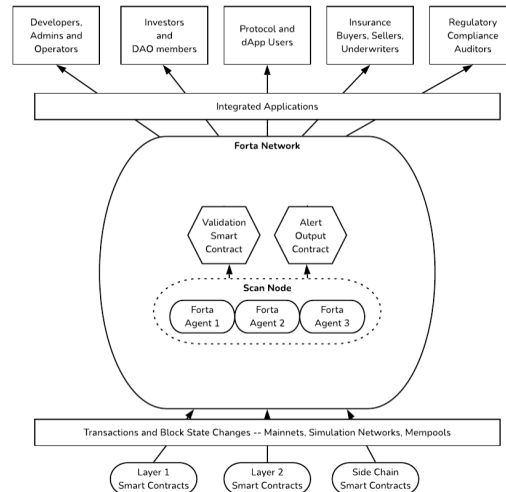 Developers,
Admins and
Operators
Investors
and
DAO members
Protocol and
dApp Users
Insurance
Buyers, Sellers,
Underwriters
Regulatory
Compliance
Auditors
Integrated Applications
Forta Network
Validation
Smart
Contract
Alert
Output
Contract
Scan Node
Forta
Agent 1
Forta
Agent 2
Forta
Agent 3
Transactions and Block State Changes -- Mainnets, Simulation Networks, Mempools
Layer 1
Smart Contracts
Layer 2
Smart Contracts
Side Chain
Smart Contracts